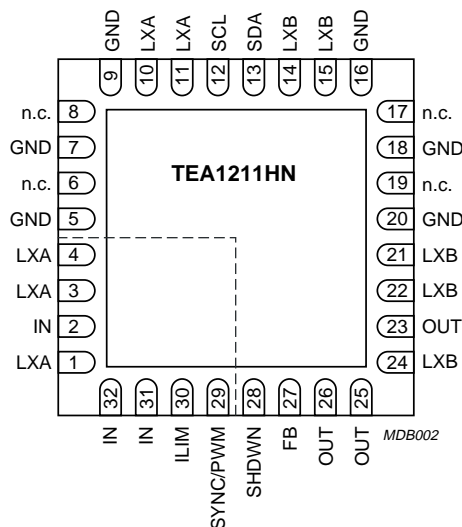 GND LXA LXA SCL SDA LXB LXB GND
9 10 11 12 13 14 15 16
n.c. 8 17 n.c.
GND 7 18 GND
TEA1211HN
n.c. 6 19 n.c.
GND 5 20 GND
LXA 4 21 LXB
LXA 3 22 LXB
IN 2 23 OUT
LXA 1 24 LXB
32 31 30 29 28 27 26 25
IN IN ILIM SYNC/PWM SHDWN FB OUT OUT
MDB002